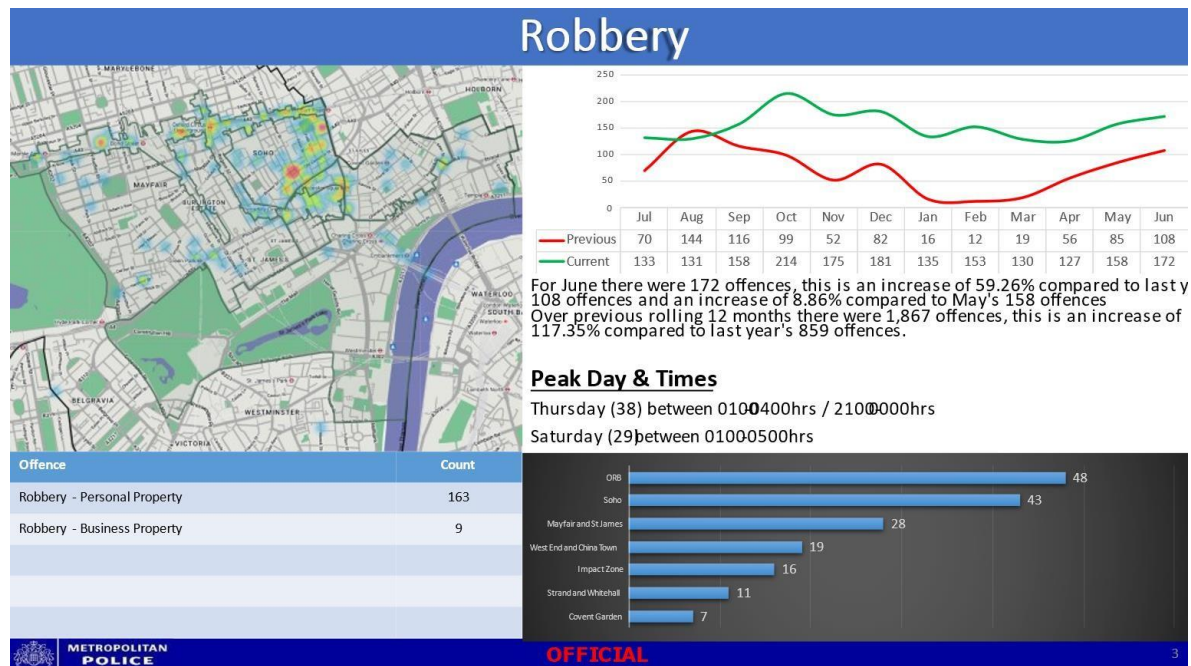 Robbery
MARYLEBONE
HOLBORN
SOHO
MAYFAIR
BURLINGTON
ESTATE
ST. JAMES
WATERLOO
BELGRAVIA
WESTMINSTER
VICTORIA
250
200
150
100
50
0
Jul Aug Sep Oct Nov Dec Jan Feb Mar Apr May Jun
Previous 70 144 116 99 52 82 16 12 19 56 85 108
Current 133 131 158 214 175 181 135 153 130 127 158 172
For June there were 172 offences, this is an increase of 59.26% compared to last y
108 offences and an increase of 8.86% compared to May's 158 offences
Over previous rolling 12 months there were 1,867 offences, this is an increase of
117.35% compared to last year's 859 offences.
Peak Day & Times
Thursday (38) between 0100-0400hrs / 2100-0000hrs
Saturday (29)between 0100-0500hrs
Offence Count
Robbery - Personal Property 163
Robbery - Business Property 9
ORB 48
Soho 43
Mayfair and St James 28
West End and China Town 19
Impact Zone 16
Strand and Whitehall 11
Covent Garden 7
METROPOLITAN
POLICE
OFFICIAL
3